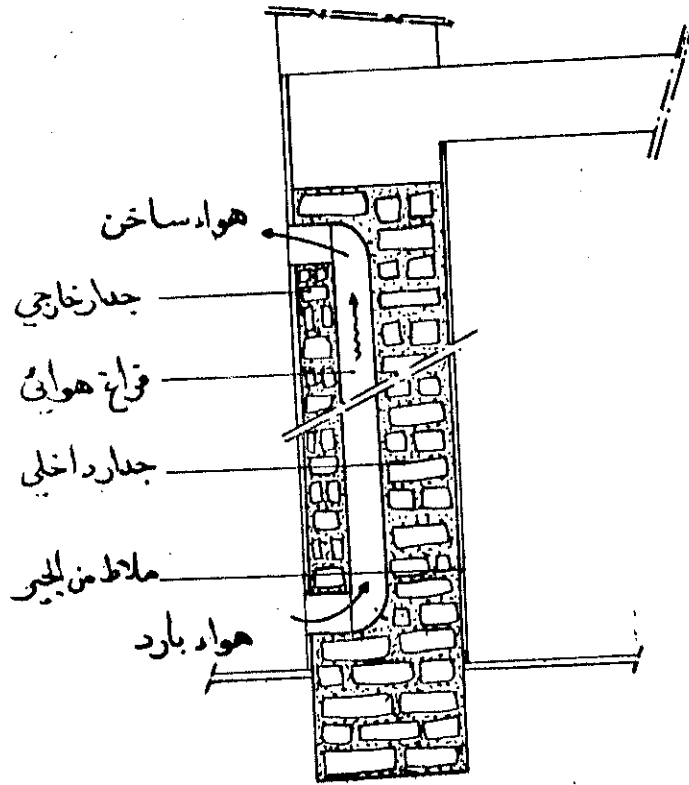 هواء ساخن
جدار خارجي
فراغ هوائي
جدار داخلي
ملاط من الجير
هواء بارد